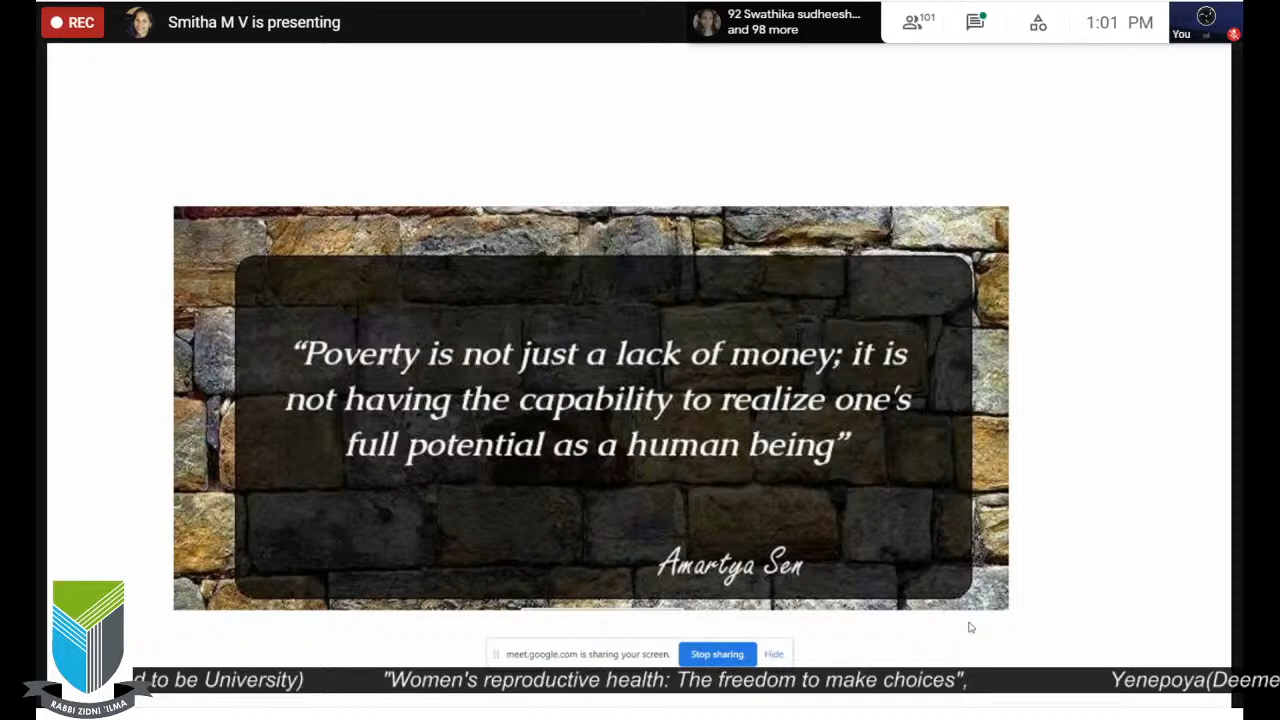 REC
Smitha M V is presenting
92 Swathika sudheesh...
and 98 more
101
1:01 PM
You
“Poverty is not just a lack of money; it is
not having the capability to realize one's
full potential as a human being”
Amartya Sen
meet.google.com is sharing your screen.
Stop sharing
Hide
d to be University)
"Women's reproductive health: The freedom to make choices",
Yenepoya(Deeme
RABBI ZIDNI 'ILMA